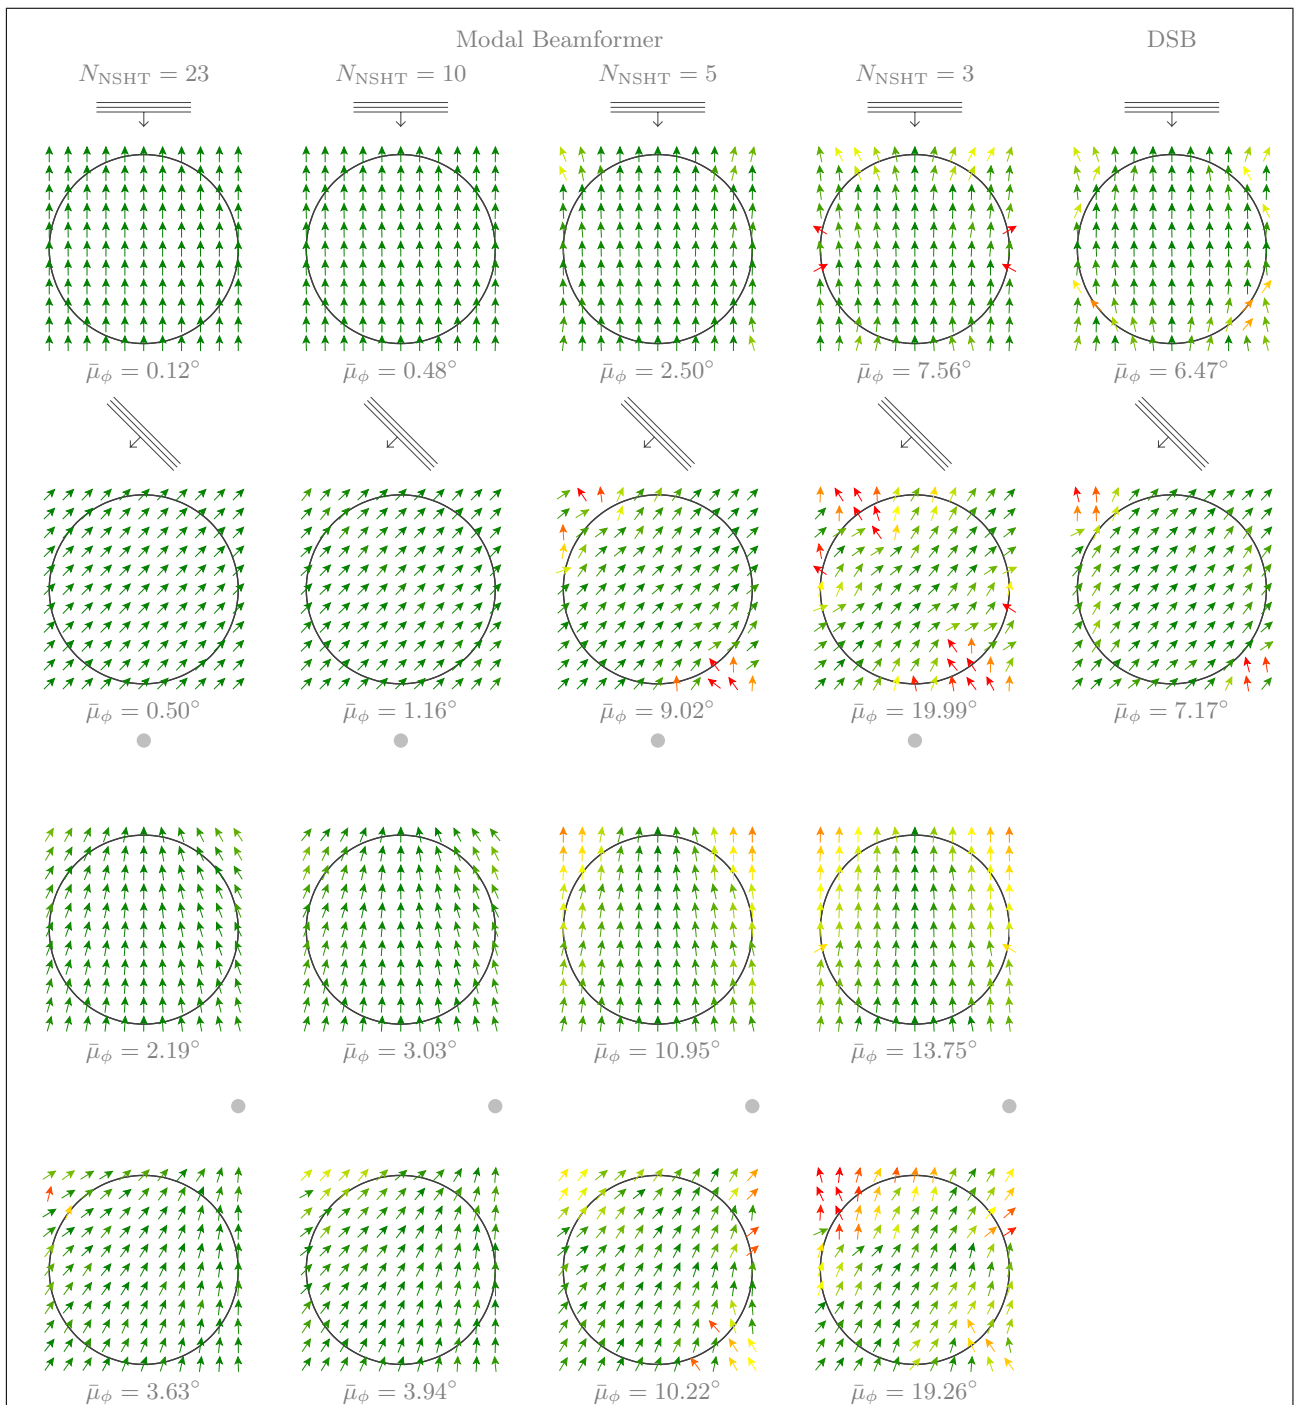 Modal Beamformer DSB
N_NSHT = 23 N_NSHT = 10 N_NSHT = 5 N_NSHT = 3
μ̄_ϕ = 0.12° μ̄_ϕ = 0.48° μ̄_ϕ = 2.50° μ̄_ϕ = 7.56° μ̄_ϕ = 6.47°
μ̄_ϕ = 0.50° μ̄_ϕ = 1.16° μ̄_ϕ = 9.02° μ̄_ϕ = 19.99° μ̄_ϕ = 7.17°
μ̄_ϕ = 2.19° μ̄_ϕ = 3.03° μ̄_ϕ = 10.95° μ̄_ϕ = 13.75°
μ̄_ϕ = 3.63° μ̄_ϕ = 3.94° μ̄_ϕ = 10.22° μ̄_ϕ = 19.26°